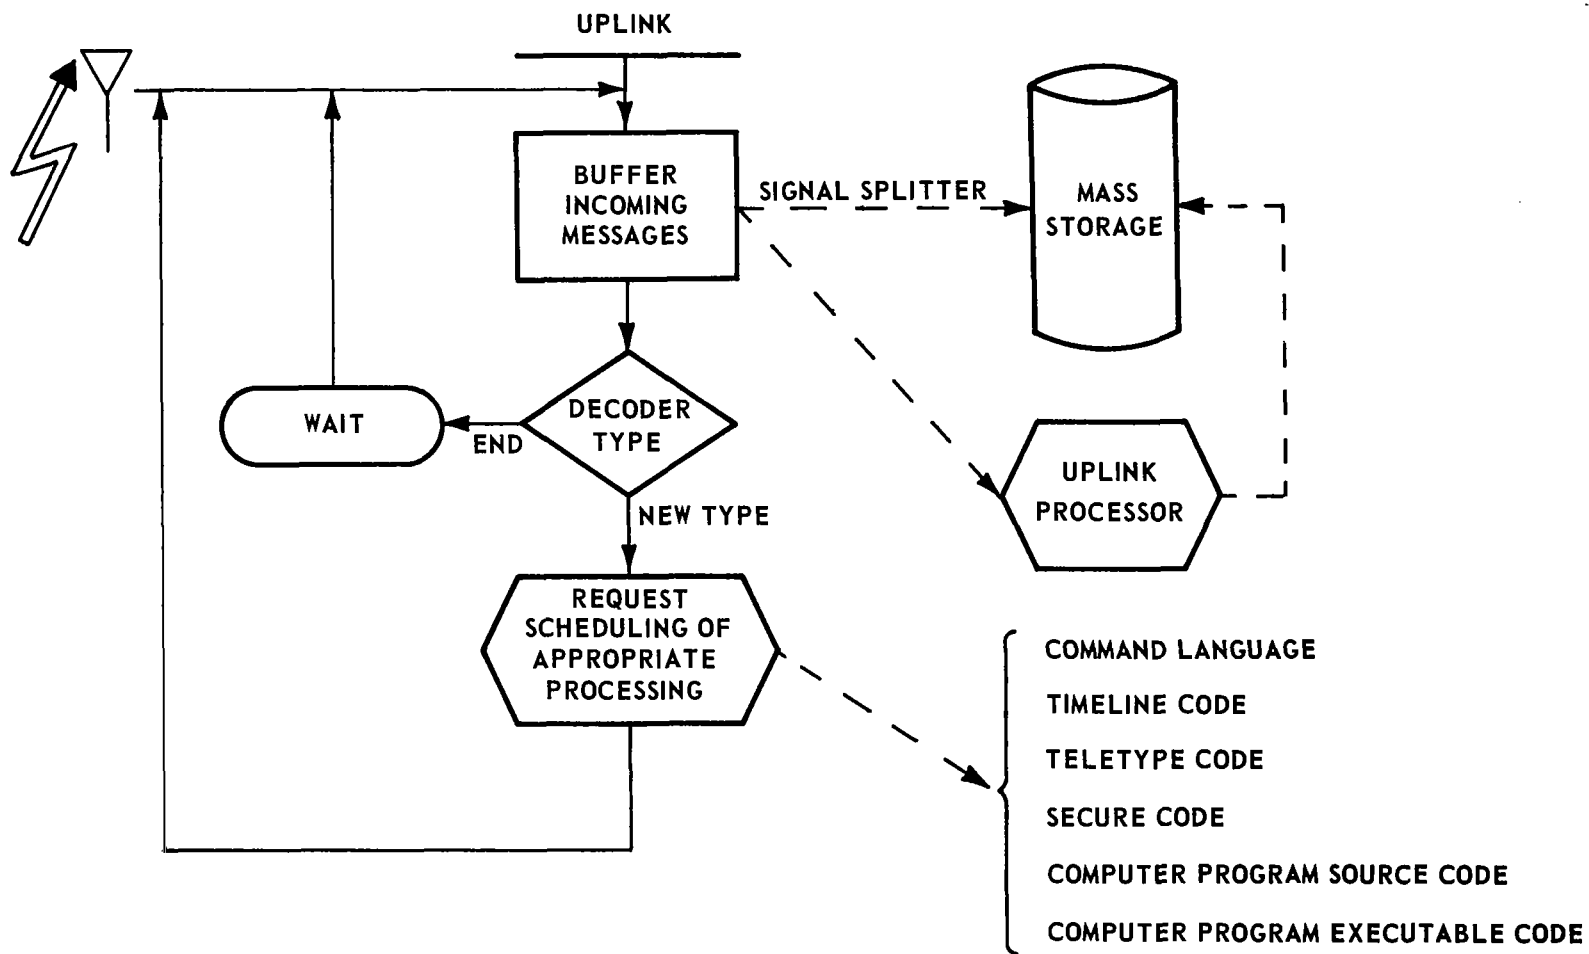 UPLINK
BUFFER
INCOMING
MESSAGES
SIGNAL SPLITTER
MASS
STORAGE
DECODER
TYPE
WAIT
END
UPLINK
PROCESSOR
NEW TYPE
REQUEST
SCHEDULING OF
APPROPRIATE
PROCESSING
COMMAND LANGUAGE
TIMELINE CODE
TELETYPE CODE
SECURE CODE
COMPUTER PROGRAM SOURCE CODE
COMPUTER PROGRAM EXECUTABLE CODE